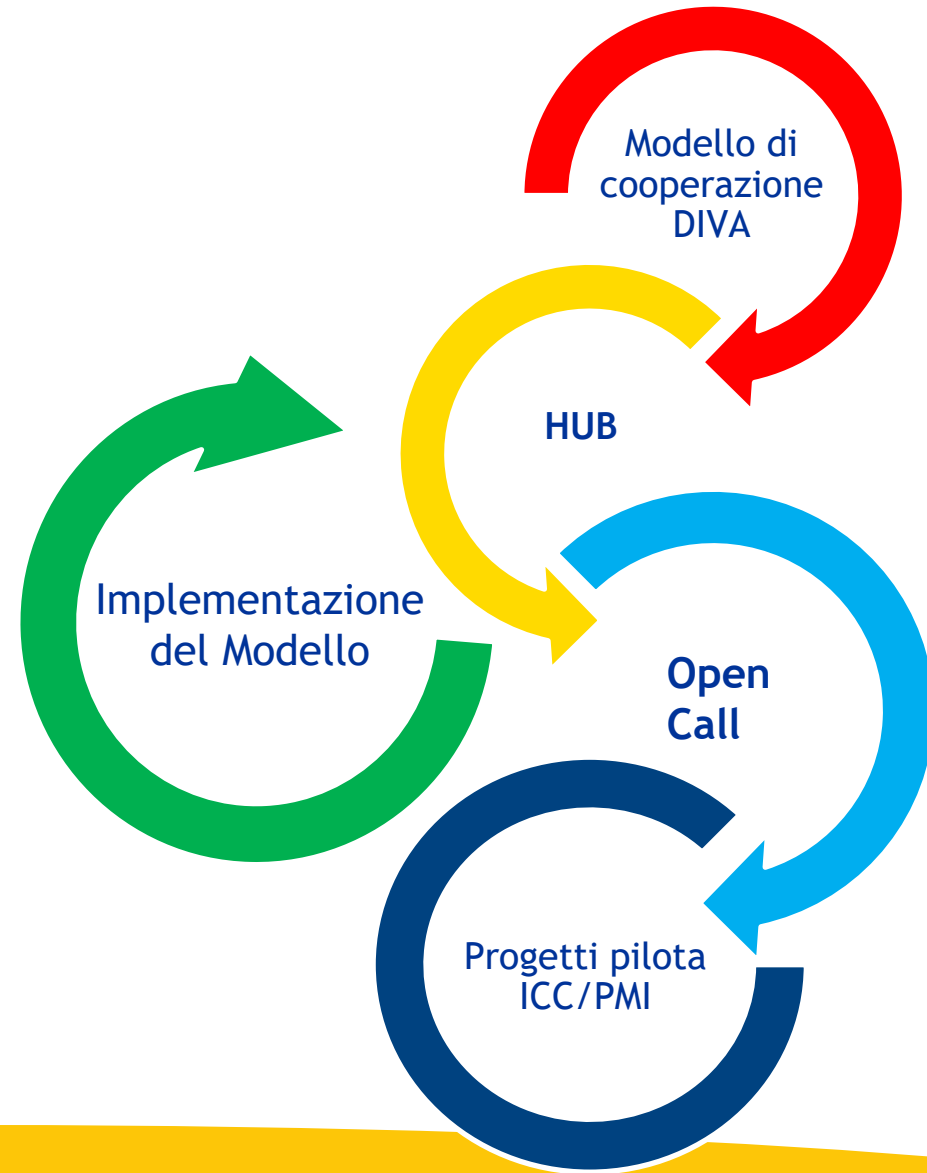 Modello di
cooperazione
DIVA
HUB
Implementazione
del Modello
Open
Call
Progetti pilota
ICC/PMI